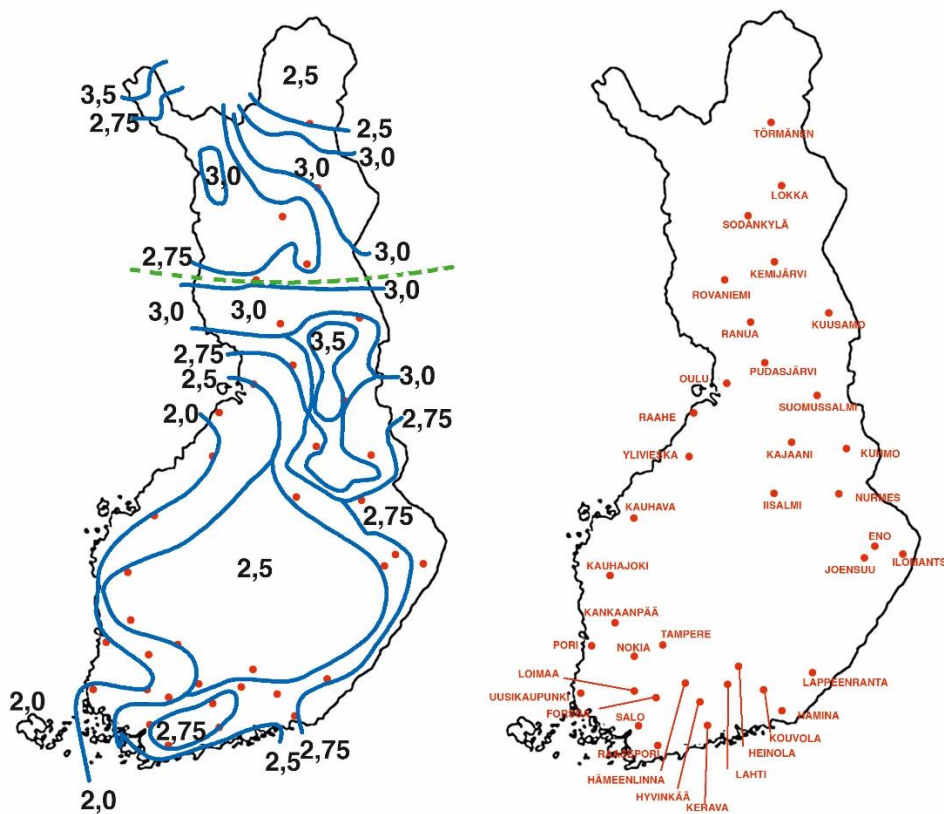 2,5
3,5
2,75
2,5
3,0
3,0
3,0
3,0
2,75
3,0
3,0
3,0
3,5
2,75
2,5
3,0
2,0
2,75
2,75
2,5
2,0
2,75
2,5
2,75
2,0
TÖRMÄNEN
LOKKA
SODANKYLÄ
KEMIJÄRVI
ROVANIEMI
KUUSAMO
RANUA
PUDASJÄRVI
OULU
SUOMUSSALMI
RAAHE
YLIVIESKA
KAJAANI
KUHMO
IISALMI
NURMES
KAUHAVA
ENO
ILOMANTSI
JOENSUU
KAUHAJOKI
KANKAANPÄÄ
TAMPERE
PORI
NOKIA
LOIMAA
LAPPEENRANTA
UUSIKAUPUNKI
FORSSA
SALO
HAMINA
KOUVOLA
RAASEPORI
HEINOLA
HÄMEENLINNA
LAHTI
HYVINKÄÄ
KERAVA